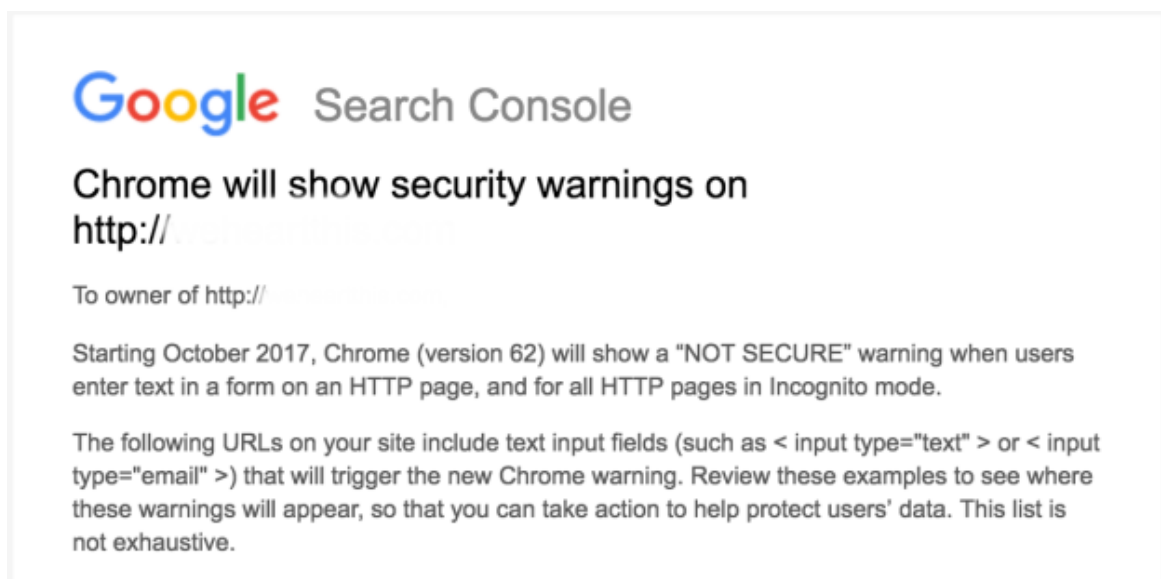 Google Search Console
Chrome will show security warnings on
http://
To owner of http://
Starting October 2017, Chrome (version 62) will show a "NOT SECURE" warning when users
enter text in a form on an HTTP page, and for all HTTP pages in Incognito mode.
The following URLs on your site include text input fields (such as < input type="text" > or < input
type="email" >) that will trigger the new Chrome warning. Review these examples to see where
these warnings will appear, so that you can take action to help protect users' data. This list is
not exhaustive.